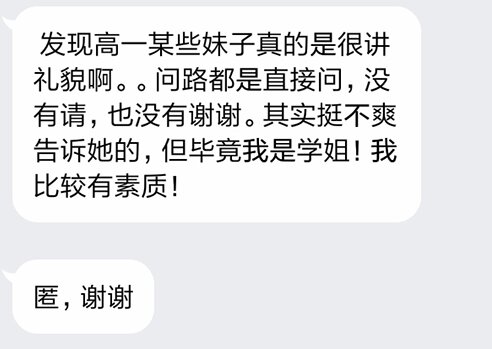 发现高一某些妹子真的是很讲
礼貌啊。。问路都是直接问，没
有请，也没有谢谢。其实挺不爽
告诉她的，但毕竟我是学姐！我
比较有素质！
匿，谢谢